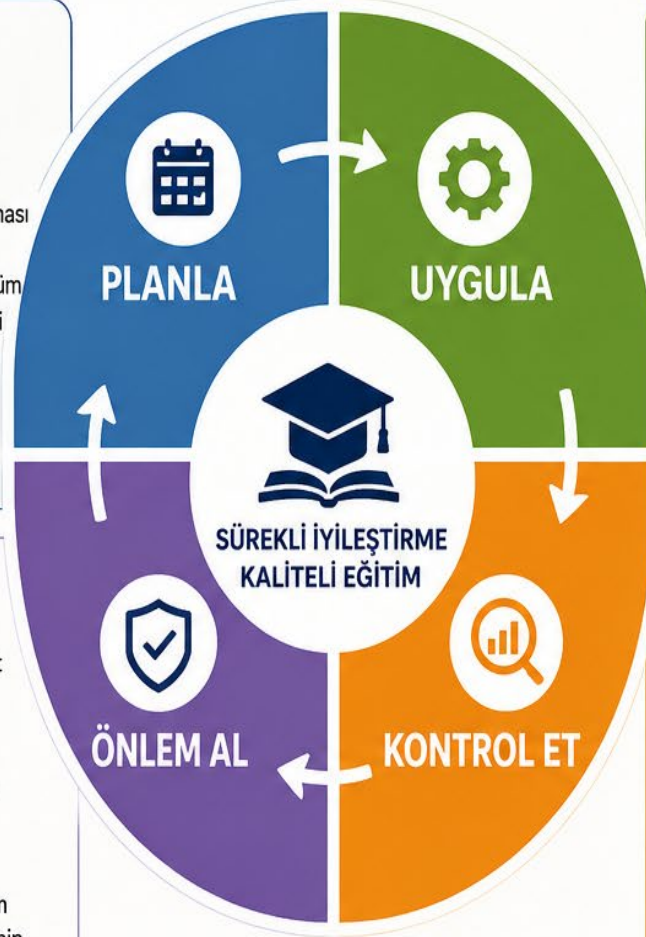 PLANLA
UYGULA
SÜREKLİ İYİLEŞTİRME
KALİTELİ EĞİTİM
ÖNLEM AL
KONTROL ET